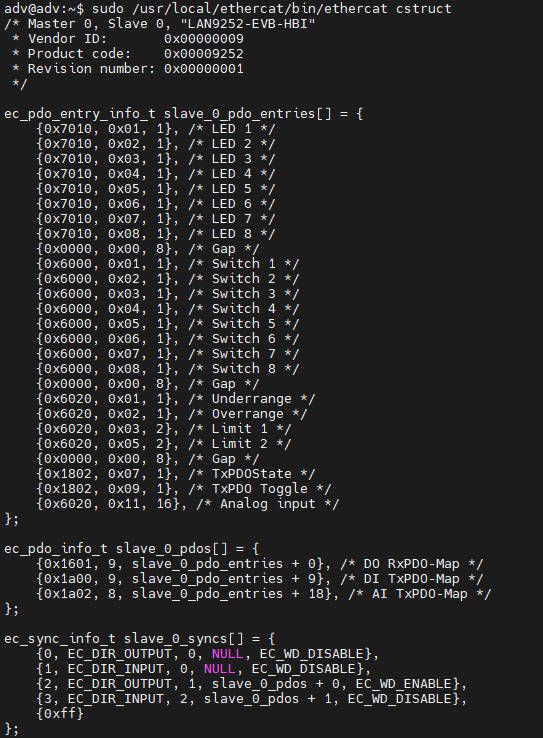 adv@adv:~$ sudo /usr/local/ethercat/bin/ethercat cstruct
/* Master 0, Slave 0, "LAN9252-EVB-HBI"
 * Vendor ID:       0x00000009
 * Product code:    0x00009252
 * Revision number: 0x00000001
 */

ec_pdo_entry_info_t slave_0_pdo_entries[] = {
    {0x7010, 0x01, 1}, /* LED 1 */
    {0x7010, 0x02, 1}, /* LED 2 */
    {0x7010, 0x03, 1}, /* LED 3 */
    {0x7010, 0x04, 1}, /* LED 4 */
    {0x7010, 0x05, 1}, /* LED 5 */
    {0x7010, 0x06, 1}, /* LED 6 */
    {0x7010, 0x07, 1}, /* LED 7 */
    {0x7010, 0x08, 1}, /* LED 8 */
    {0x0000, 0x00, 8}, /* Gap */
    {0x6000, 0x01, 1}, /* Switch 1 */
    {0x6000, 0x02, 1}, /* Switch 2 */
    {0x6000, 0x03, 1}, /* Switch 3 */
    {0x6000, 0x04, 1}, /* Switch 4 */
    {0x6000, 0x05, 1}, /* Switch 5 */
    {0x6000, 0x06, 1}, /* Switch 6 */
    {0x6000, 0x07, 1}, /* Switch 7 */
    {0x6000, 0x08, 1}, /* Switch 8 */
    {0x0000, 0x00, 8}, /* Gap */
    {0x6020, 0x01, 1}, /* Underrange */
    {0x6020, 0x02, 1}, /* Overrange */
    {0x6020, 0x03, 2}, /* Limit 1 */
    {0x6020, 0x05, 2}, /* Limit 2 */
    {0x0000, 0x00, 8}, /* Gap */
    {0x1802, 0x07, 1}, /* TxPDOState */
    {0x1802, 0x09, 1}, /* TxPDO Toggle */
    {0x6020, 0x11, 16}, /* Analog input */
};

ec_pdo_info_t slave_0_pdos[] = {
    {0x1601, 9, slave_0_pdo_entries + 0}, /* DO RxPDO-Map */
    {0x1a00, 9, slave_0_pdo_entries + 9}, /* DI TxPDO-Map */
    {0x1a02, 8, slave_0_pdo_entries + 18}, /* AI TxPDO-Map */
};

ec_sync_info_t slave_0_syncs[] = {
    {0, EC_DIR_OUTPUT, 0, NULL, EC_WD_DISABLE},
    {1, EC_DIR_INPUT, 0, NULL, EC_WD_DISABLE},
    {2, EC_DIR_OUTPUT, 1, slave_0_pdos + 0, EC_WD_ENABLE},
    {3, EC_DIR_INPUT, 2, slave_0_pdos + 1, EC_WD_DISABLE},
    {0xff}
};